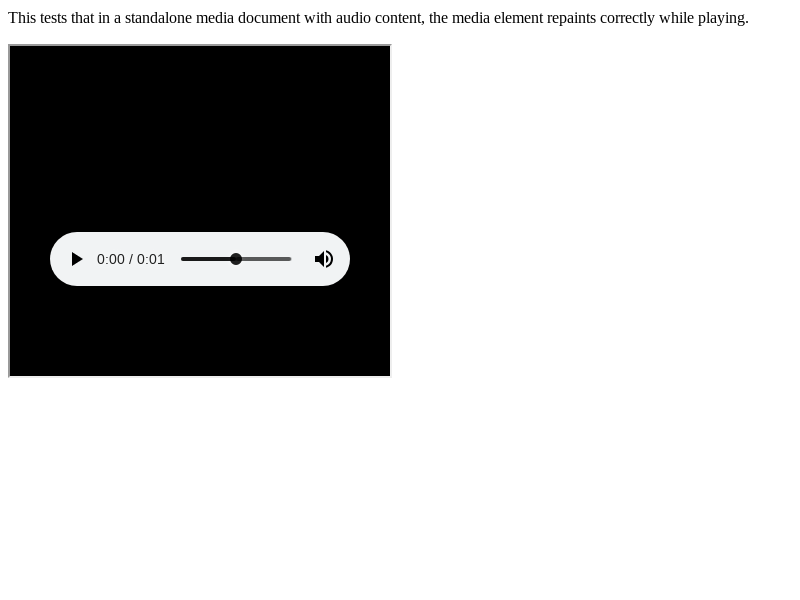 This tests that in a standalone media document with audio content, the media element repaints correctly while playing.
0:00 / 0:01